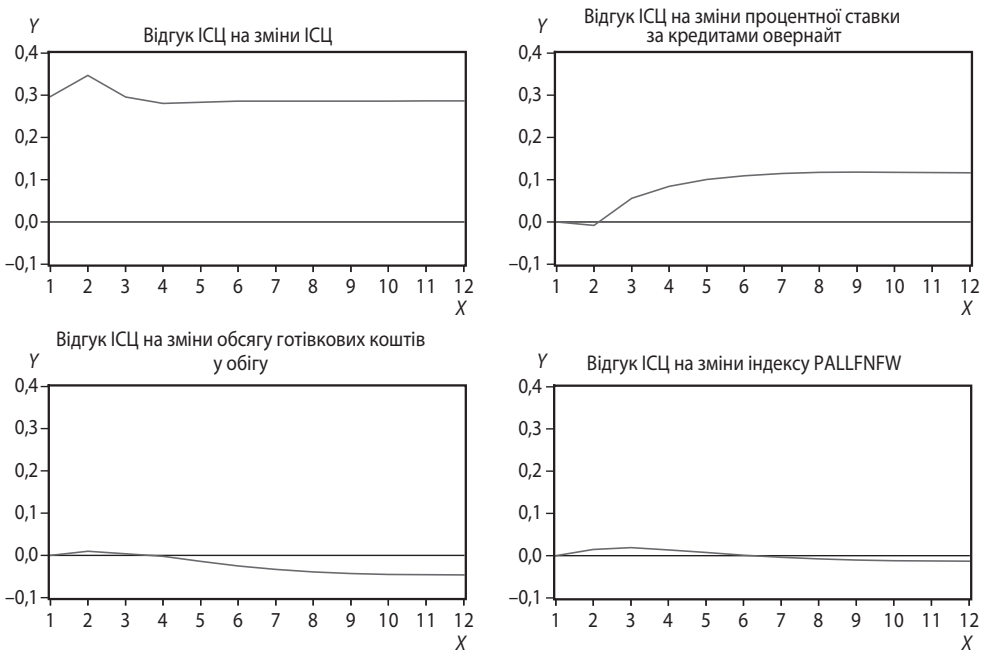 Відгук ІСЦ на зміни ІСЦ
Y
0,4
0,3
0,2
0,1
0,0
–0,1
1 2 3 4 5 6 7 8 9 10 11 12
X
Відгук ІСЦ на зміни процентної ставки
за кредитами овернайт
Y
0,4
0,3
0,2
0,1
0,0
–0,1
1 2 3 4 5 6 7 8 9 10 11 12
X
Відгук ІСЦ на зміни обсягу готівкових коштів
у обігу
Y
0,4
0,3
0,2
0,1
0,0
–0,1
1 2 3 4 5 6 7 8 9 10 11 12
X
Відгук ІСЦ на зміни індексу PALLFNFW
Y
0,4
0,3
0,2
0,1
0,0
–0,1
1 2 3 4 5 6 7 8 9 10 11 12
X